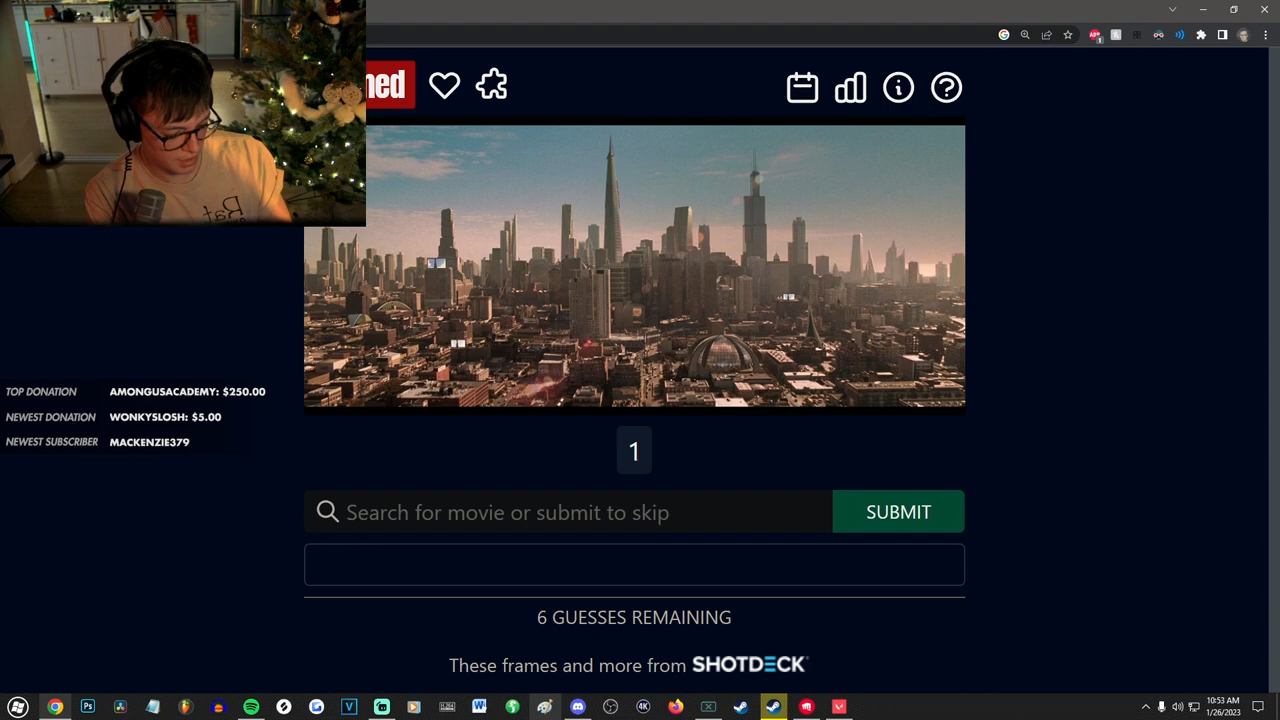 ned
1
Search for movie or submit to skip
SUBMIT
6 GUESSES REMAINING
These frames and more from SHOTDECK
TOP DONATION AMONGUSACADEMY: $250.00
NEWEST DONATION WONKYSLOSH: $5.00
NEWEST SUBSCRIBER MACKENZIE379
10:53 AM
1/26/2023